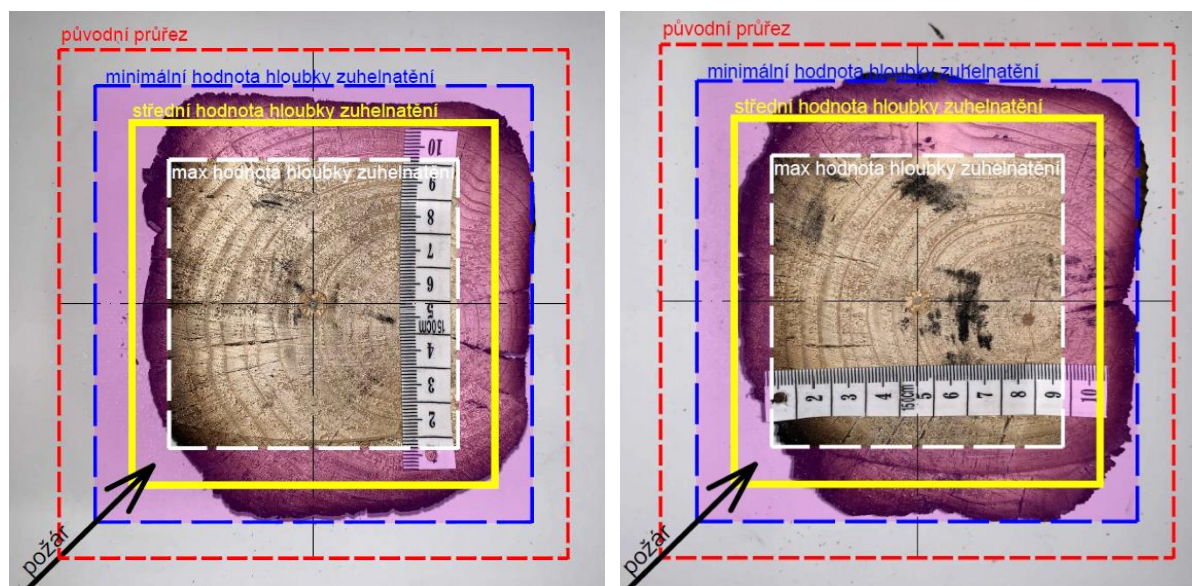 původní průřez
minimální hodnota hloubky zuhelnatění
střední hodnota hloubky zuhelnatění
max hodnota hloubky zuhelnatění
10
9
8
7
6
5
150cm
4
3
2
požár
původní průřez
minimální hodnota hloubky zuhelnatění
střední hodnota hloubky zuhelnatění
max hodnota hloubky zuhelnatění
2 3 4 150cm 5 6 7 8 9 10
požár